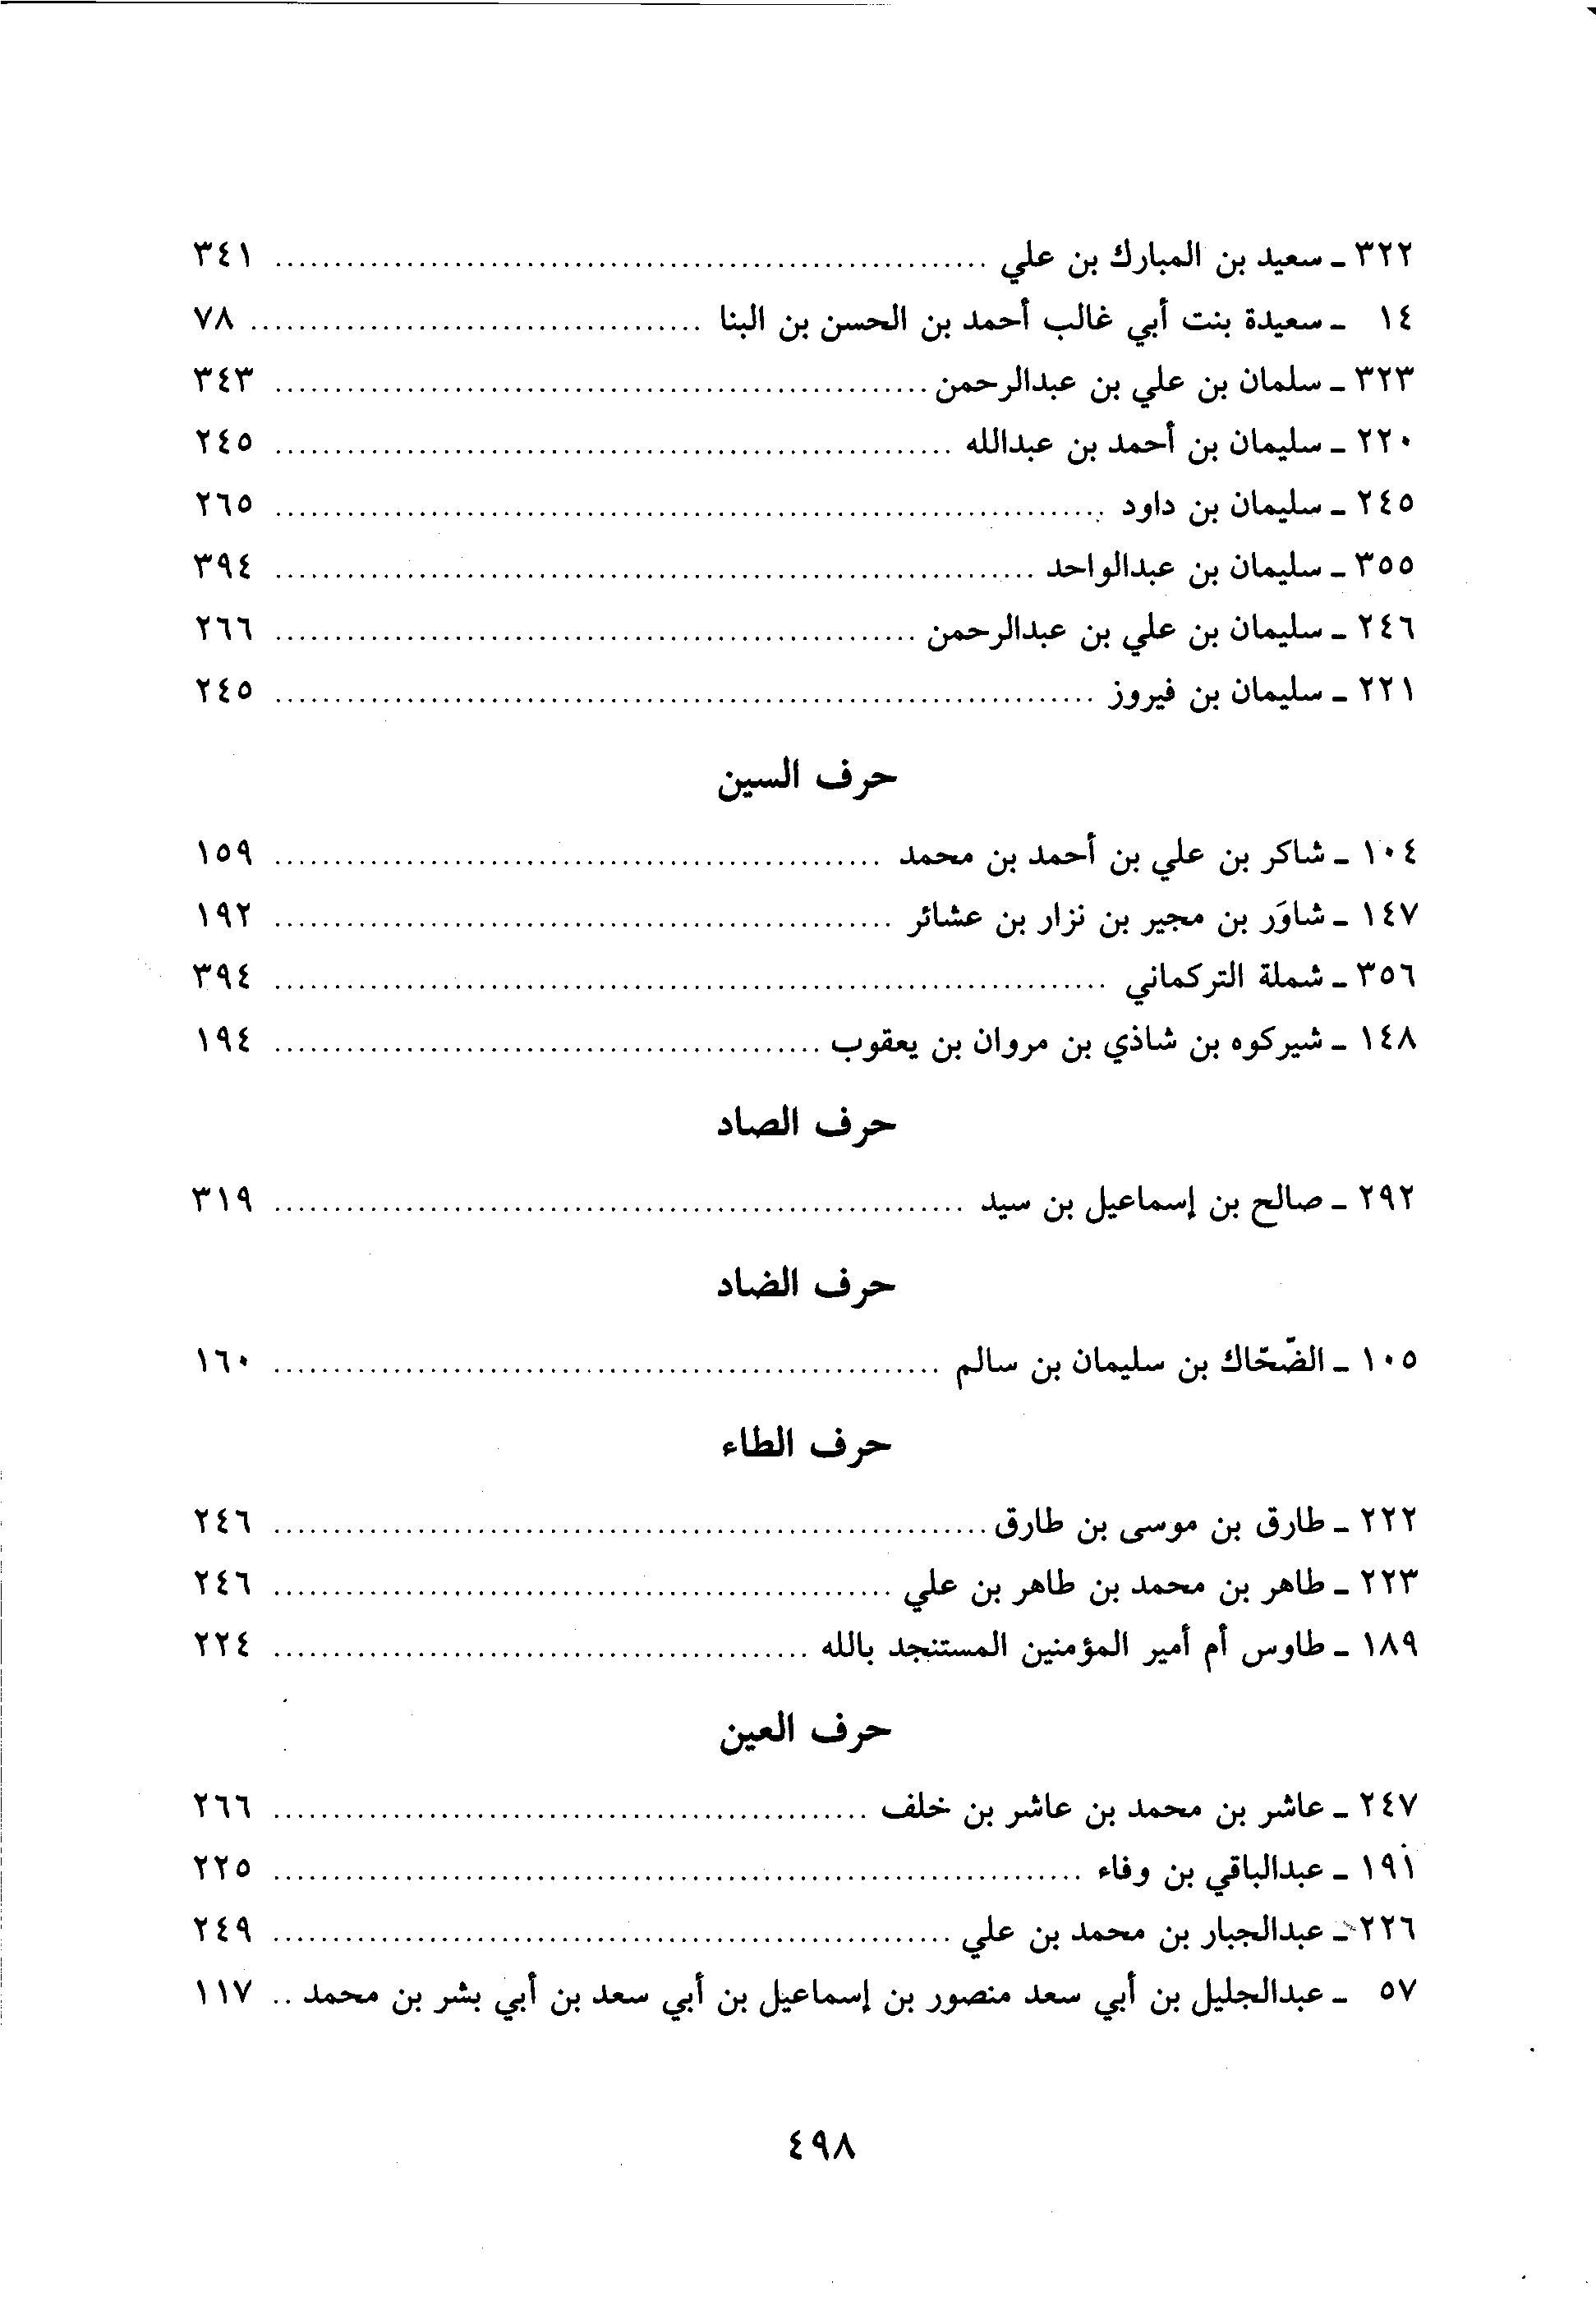 ٣٢٢ ـ سعيد بن المبارك بن علي ........ ٣٤١
١٤ ـ سعيدة بنت أبي غالب أحمد بن الحسن بن البنا ........ ٧٨
٣٢٣ ـ سلمان بن علي بن عبدالرحمن ........ ٣٤٣
٢٢٠ ـ سليمان بن أحمد بن عبدالله ........ ٢٤٥
٢٤٥ ـ سليمان بن داود ........ ٢٦٥
٣٥٥ ـ سليمان بن عبدالواحد ........ ٣٩٤
٢٤٦ ـ سليمان بن علي بن عبدالرحمن ........ ٢٦٦
٢٢١ ـ سليمان بن فيروز ........ ٢٤٥
حرف السين
١٠٤ ـ شاكر بن علي بن أحمد بن محمد ........ ١٥٩
١٤٧ ـ شاوَر بن مجير بن نزار بن عشائر ........ ١٩٢
٣٥٦ ـ شملة التركماني ........ ٣٩٤
١٤٨ ـ شيركوه بن شاذي بن مروان بن يعقوب ........ ١٩٤
حرف الصاد
٢٩٢ ـ صالح بن إسماعيل بن سيد ........ ٣١٩
حرف الضاد
١٠٥ ـ الضّحّاك بن سليمان بن سالم ........ ١٦٠
حرف الطاء
٢٢٢ ـ طارق بن موسى بن طارق ........ ٢٤٦
٢٢٣ ـ طاهر بن محمد بن طاهر بن علي ........ ٢٤٦
١٨٩ ـ طاوس أم أمير المؤمنين المستنجد بالله ........ ٢٢٤
حرف العين
٢٤٧ ـ عاشر بن محمد بن عاشر بن خلف ........ ٢٦٦
١٩١ ـ عبدالباقي بن وفاء ........ ٢٢٥
٢٢٦ ـ عبدالجبار بن محمد بن علي ........ ٢٤٩
٥٧ ـ عبدالجليل بن أبي سعد منصور بن إسماعيل بن أبي سعد بن أبي بشر بن محمد .. ١١٧
٤٩٨